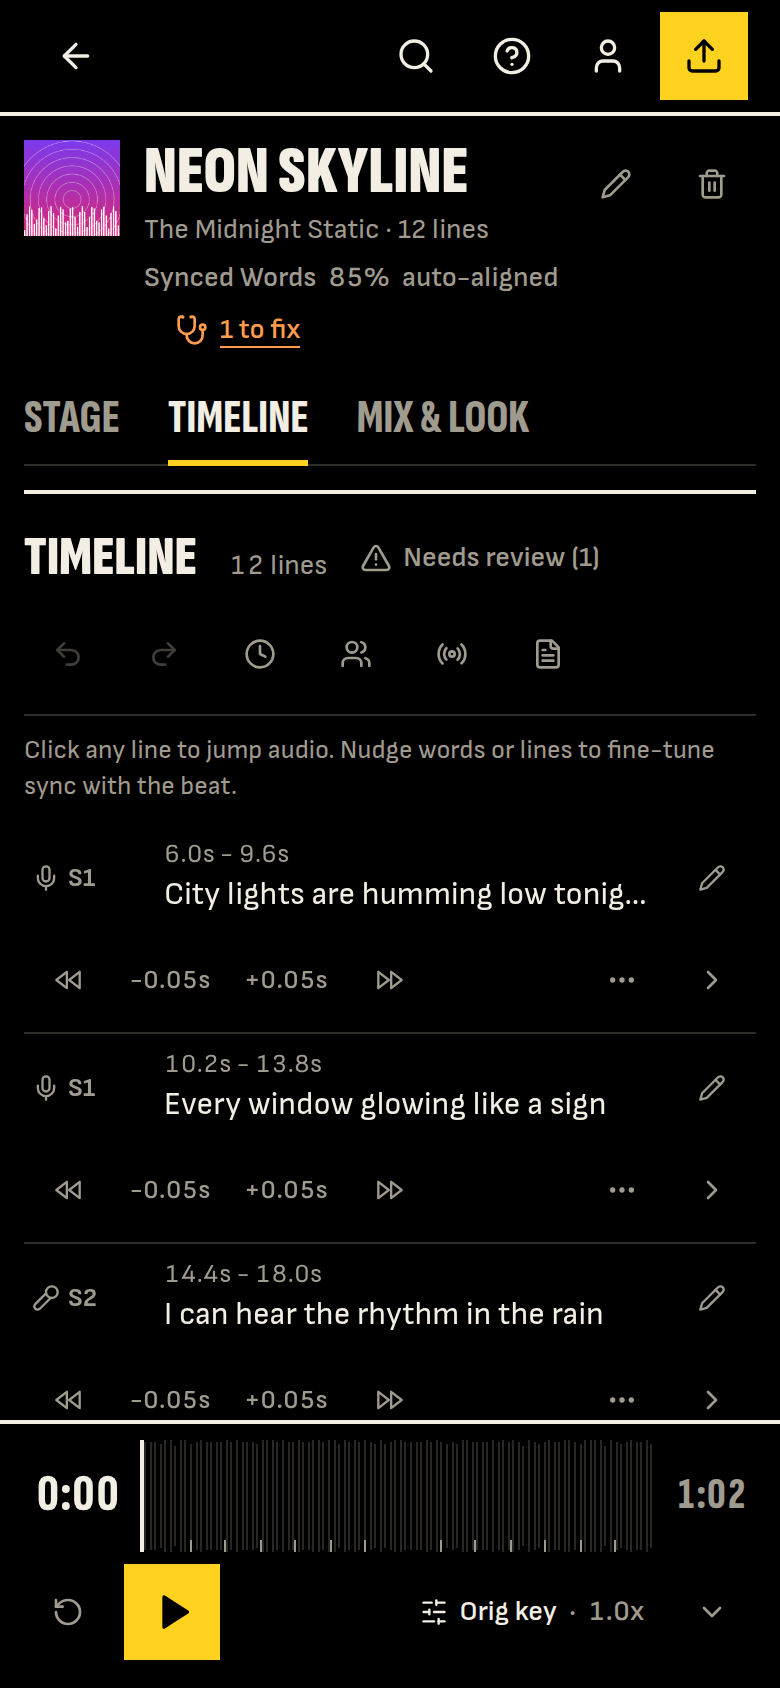 NEON SKYLINE
The Midnight Static · 12 lines
Synced Words 85% auto-aligned
1 to fix
STAGE TIMELINE MIX & LOOK
TIMELINE 12 lines Needs review (1)
Click any line to jump audio. Nudge words or lines to fine-tune
sync with the beat.
6.0s - 9.6s
S1 City lights are humming low tonig...
-0.05s +0.05s
10.2s - 13.8s
S1 Every window glowing like a sign
-0.05s +0.05s
14.4s - 18.0s
S2 I can hear the rhythm in the rain
-0.05s +0.05s
0:00 1:02
Orig key · 1.0x